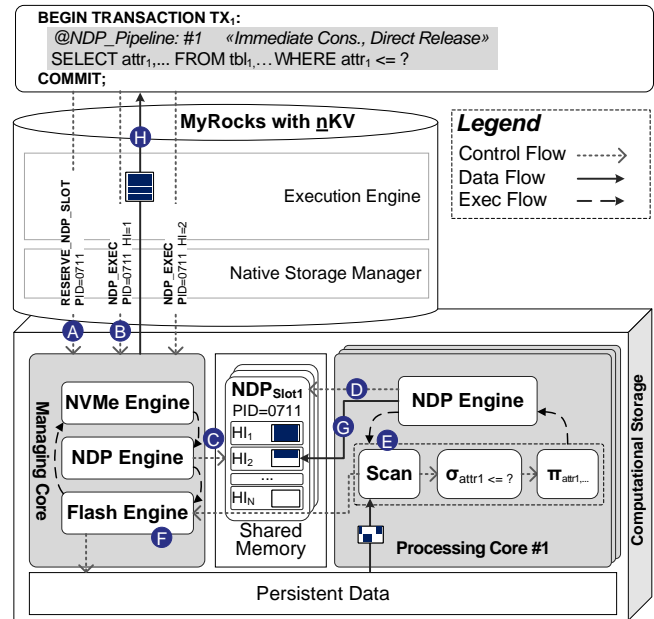 BEGIN TRANSACTION TX1:
@NDP_Pipeline: #1 «Immediate Cons., Direct Release»
SELECT attr1,... FROM tbl1,... WHERE attr1 <= ?
COMMIT;
MyRocks with nKV
Legend
Control Flow
Data Flow
Exec Flow
H
Execution Engine
Native Storage Manager
RESERVE_NDP_SLOT
PID=0711
NDP_EXEC
PID=0711 HI=1
NDP_EXEC
PID=0711 HI=2
A
B
Managing Core
NVMe Engine
NDP Engine
Flash Engine
C
F
NDPSlot1
PID=0711
HI1
HI2
...
HIN
Shared
Memory
D
G
E
NDP Engine
Scan
σattr1 <= ?
πattr1,...
Processing Core #1
Computational Storage
Persistent Data